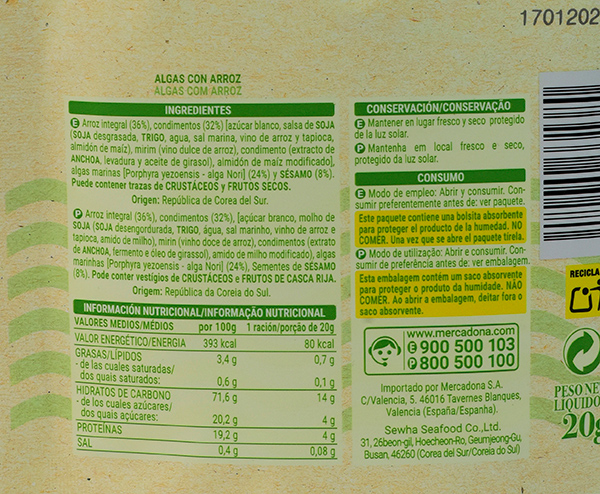 1701202
ALGAS CON ARROZ
ALGAS COM ARROZ
INGREDIENTES
E Arroz integral (36%), condimentos (32%) [azúcar blanco, salsa de SOJA
(SOJA desgrasada, TRIGO, agua, sal marina, vino de arroz y tapioca,
almidón de maíz), mirim (vino dulce de arroz), condimento (extracto de
ANCHOA, levadura y aceite de girasol), almidón de maíz modificado],
algas marinas [Porphyra yezoensis - alga Nori] (24%) y SÉSAMO (8%).
Puede contener trazas de CRUSTÁCEOS y FRUTOS SECOS.
Origen: República de Corea del Sur.
P Arroz integral (36%), condimentos (32%), [açúcar branco, molho de
SOJA (SOJA desengordurada, TRIGO, água, sal marinho, vinho de arroz e
tapioca, amido de milho), mirin (vinho doce de arroz), condimentos (extrato
de ANCHOVA, fermento e óleo de girassol), amido de milho modificado], algas
marinhas [Porphyra yezoensis - alga Nori] (24%), Sementes de SÉSAMO
(8%). Pode conter vestígios de CRUSTÁCEOS e FRUTOS DE CASCA RIJA.
Origem: República da Coreia do Sul.
INFORMACIÓN NUTRICIONAL/INFORMAÇÃO NUTRICIONAL
VALORES MEDIOS/MÉDIOS por 100g 1 ración/porção de 20g
VALOR ENERGÉTICO/ENERGIA 393 kcal 80 kcal
GRASAS/LÍPIDOS 3,4 g 0,7 g
- de las cuales saturadas/
dos quais saturados: 0,6 g 0,1 g
HIDRATOS DE CARBONO 71,6 g 14 g
- de los cuales azúcares/
dos quais açúcares: 20,2 g 4 g
PROTEÍNAS 19,2 g 4 g
SAL 0,4 g 0,08 g
CONSERVACIÓN/CONSERVAÇÃO
E Mantener en lugar fresco y seco protegido
de la luz solar.
P Mantenha em local fresco e seco,
protegido da luz solar.
CONSUMO
E Modo de empleo: Abrir y consumir. Con-
sumir preferentemente antes de: ver paquete.
Este paquete contiene una bolsita absorbente
para proteger el producto de la humedad. NO
COMER. Una vez que se abre el paquete tirela.
P Modo de utilização: Abrir e consumir. Con-
sumir de preferência antes de: ver embalagem.
Esta embalagem contém um saco absorvente
para proteger o produto da humidade. NÃO
COMER. Ao abrir a embalagem, deitar fora o
saco absorvente.
www.mercadona.com
E 900 500 103
P 800 500 100
Importado por Mercadona S.A.
C/Valencia, 5. 46016 Tavernes Blanques,
Valencia (España/Espanha).
Sewha Seafood Co.,Ltd.
31, 26beon-gil, Hoecheon-Ro, Geumjeong-Gu,
Busan, 46260 (Corea del Sur/Coreia do Sul)
RECICLA
PESO NE
LÍQUIDO
20g